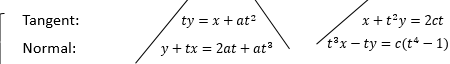 Tangent: ty = x + at² x + t²y = 2ct
Normal: y + tx = 2at + at³ t³x − ty = c(t⁴ − 1)